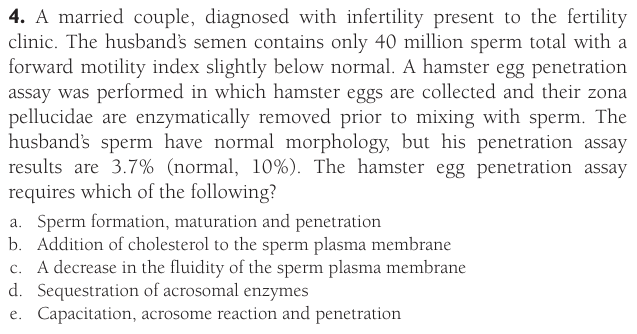 4. A married couple, diagnosed with infertility present to the fertility
clinic. The husband's semen contains only 40 million sperm total with a
forward motility index slightly below normal. A hamster egg penetration
assay was performed in which hamster eggs are collected and their zona
pellucidae are enzymatically removed prior to mixing with sperm. The
husband's sperm have normal morphology, but his penetration assay
results are 3.7% (normal, 10%). The hamster egg penetration assay
requires which of the following?
a. Sperm formation, maturation and penetration
b. Addition of cholesterol to the sperm plasma membrane
c. A decrease in the fluidity of the sperm plasma membrane
d. Sequestration of acrosomal enzymes
e. Capacitation, acrosome reaction and penetration